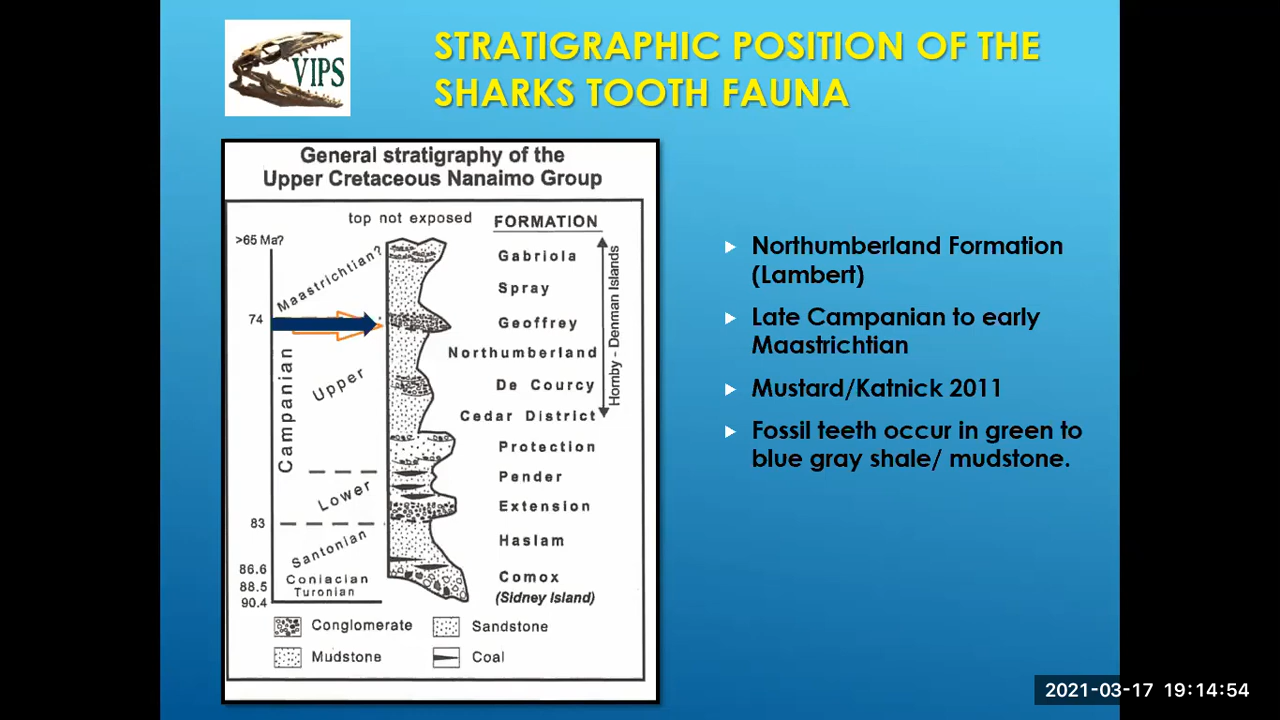 VIPS
STRATIGRAPHIC POSITION OF THE
SHARKS TOOTH FAUNA
General stratigraphy of the
Upper Cretaceous Nanaimo Group
top not exposed
FORMATION
>65 Ma?
Maastrichtian?
74
Campanian
Upper
Lower
83
Santonian
86.6
Coniacian
88.5
Turonian
90.4
Gabriola
Spray
Geoffrey
Northumberland
De Courcy
Cedar District
Protection
Pender
Extension
Haslam
Comox
(Sidney Island)
Hornby - Denman Islands
Conglomerate
Sandstone
Mudstone
Coal
Northumberland Formation
(Lambert)
Late Campanian to early
Maastrichtian
Mustard/Katnick 2011
Fossil teeth occur in green to
blue gray shale/ mudstone.
2021-03-17 19:14:54